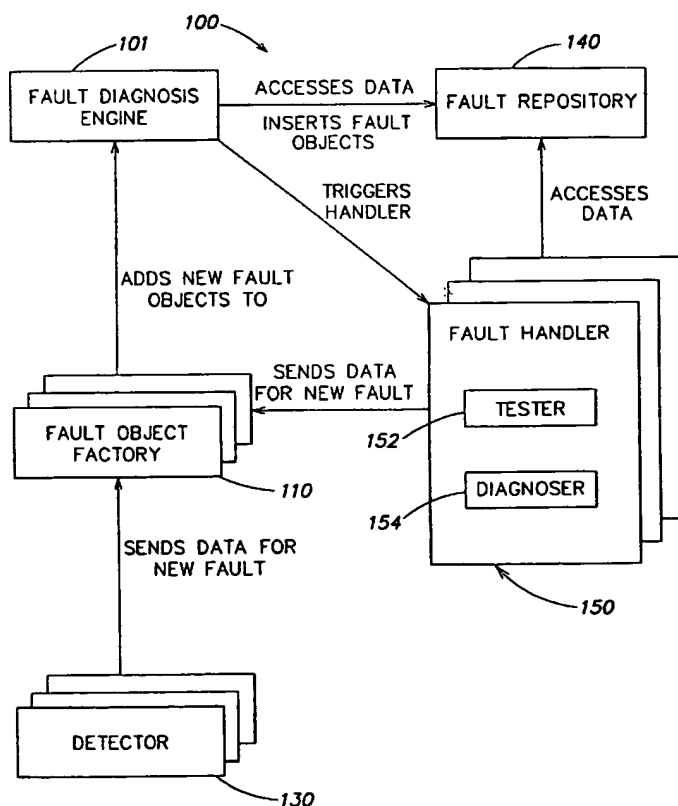 100
101
140
FAULT DIAGNOSIS
ENGINE
ACCESSES DATA
INSERTS FAULT
OBJECTS
FAULT REPOSITORY
TRIGGERS
HANDLER
ACCESSES
DATA
ADDS NEW FAULT
OBJECTS TO
FAULT HANDLER
SENDS DATA
FOR NEW FAULT
TESTER
152
FAULT OBJECT
FACTORY
110
DIAGNOSER
154
SENDS DATA FOR
NEW FAULT
150
DETECTOR
130